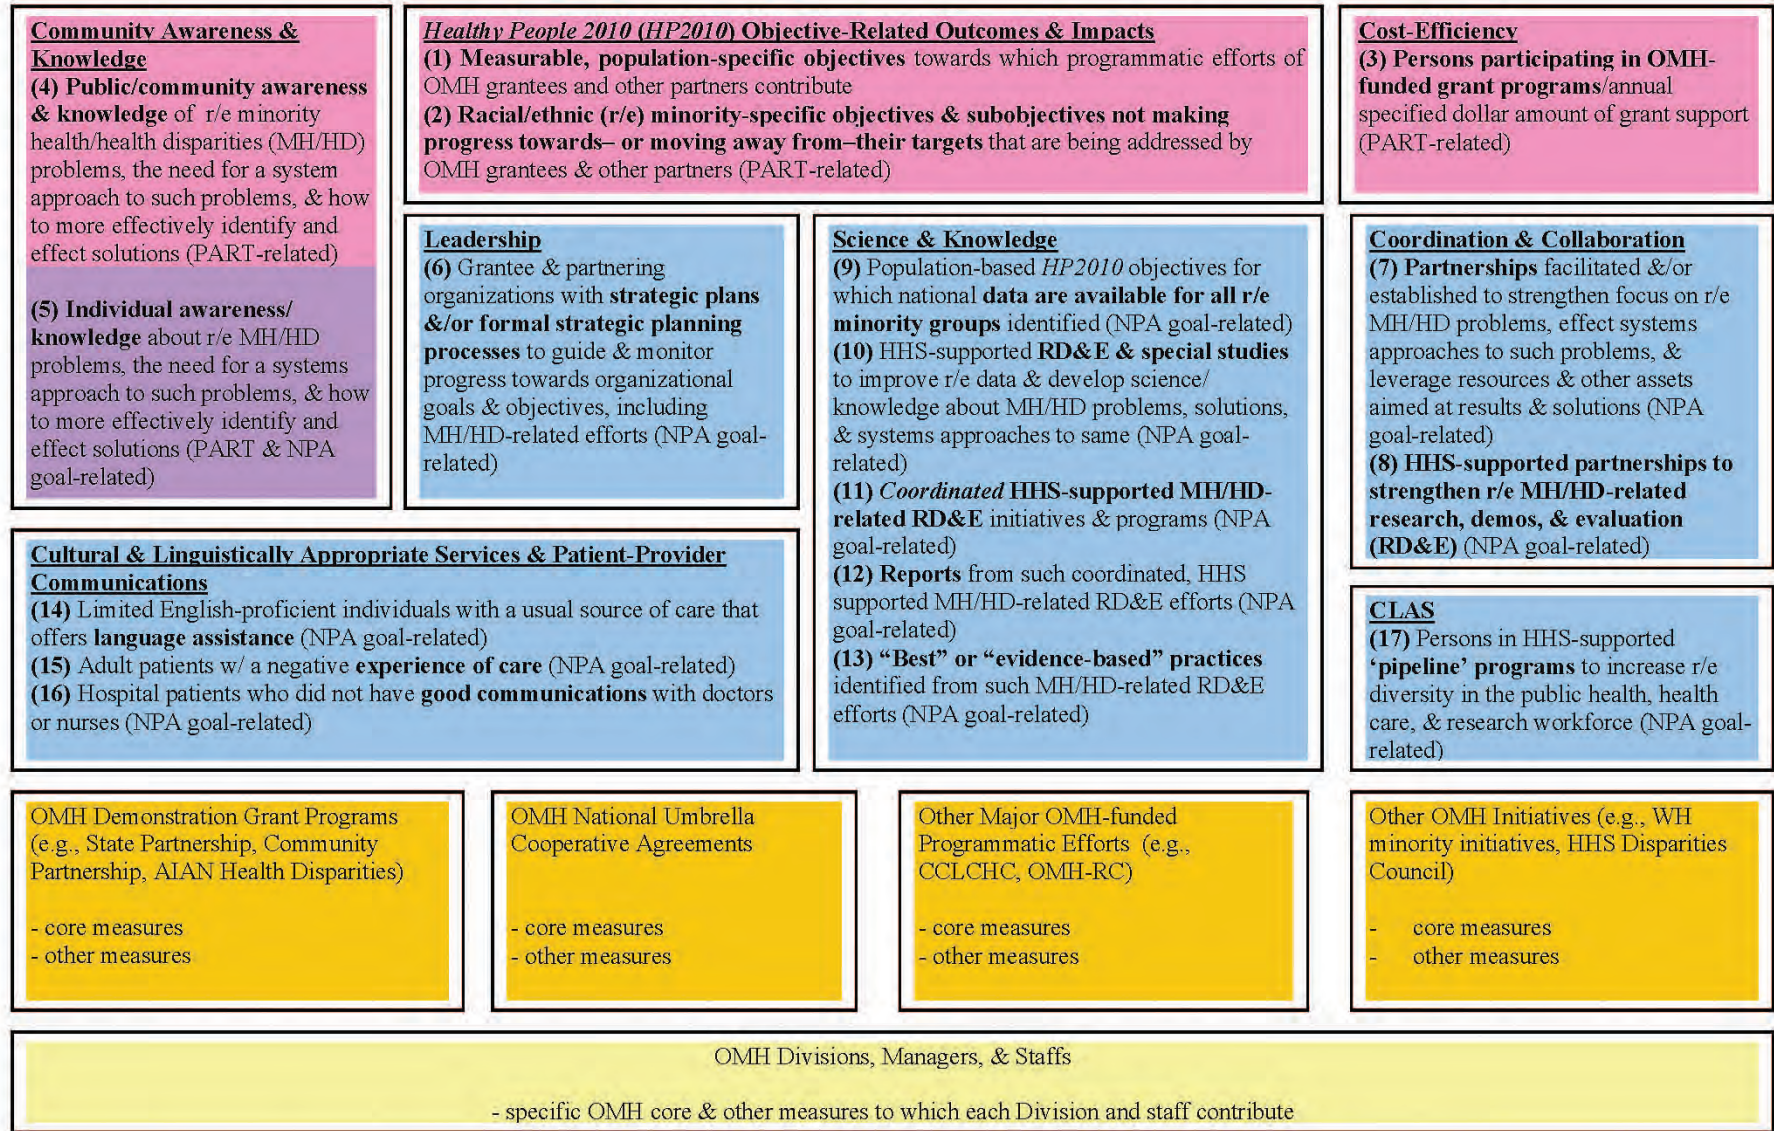 Community Awareness &
Knowledge
(4) Public/community awareness
& knowledge of r/e minority
health/health disparities (MH/HD)
problems, the need for a system
approach to such problems, & how
to more effectively identify and
effect solutions (PART-related)
(5) Individual awareness/
knowledge about r/e MH/HD
problems, the need for a systems
approach to such problems, & how
to more effectively identify and
effect solutions (PART & NPA
goal-related)
Healthy People 2010 (HP2010) Objective-Related Outcomes & Impacts
(1) Measurable, population-specific objectives towards which programmatic efforts of
OMH grantees and other partners contribute
(2) Racial/ethnic (r/e) minority-specific objectives & subobjectives not making
progress towards– or moving away from–their targets that are being addressed by
OMH grantees & other partners (PART-related)
Cost-Efficiency
(3) Persons participating in OMH-
funded grant programs/annual
specified dollar amount of grant support
(PART-related)
Leadership
(6) Grantee & partnering
organizations with strategic plans
&/or formal strategic planning
processes to guide & monitor
progress towards organizational
goals & objectives, including
MH/HD-related efforts (NPA goal-
related)
Science & Knowledge
(9) Population-based HP2010 objectives for
which national data are available for all r/e
minority groups identified (NPA goal-related)
(10) HHS-supported RD&E & special studies
to improve r/e data & develop science/
knowledge about MH/HD problems, solutions,
& systems approaches to same (NPA goal-
related)
(11) Coordinated HHS-supported MH/HD-
related RD&E initiatives & programs (NPA
goal-related)
(12) Reports from such coordinated, HHS
supported MH/HD-related RD&E efforts (NPA
goal-related)
(13) “Best” or “evidence-based” practices
identified from such MH/HD-related RD&E
efforts (NPA goal-related)
Coordination & Collaboration
(7) Partnerships facilitated &/or
established to strengthen focus on r/e
MH/HD problems, effect systems
approaches to such problems, &
leverage resources & other assets
aimed at results & solutions (NPA
goal-related)
(8) HHS-supported partnerships to
strengthen r/e MH/HD-related
research, demos, & evaluation
(RD&E) (NPA goal-related)
Cultural & Linguistically Appropriate Services & Patient-Provider
Communications
(14) Limited English-proficient individuals with a usual source of care that
offers language assistance (NPA goal-related)
(15) Adult patients w/ a negative experience of care (NPA goal-related)
(16) Hospital patients who did not have good communications with doctors
or nurses (NPA goal-related)
CLAS
(17) Persons in HHS-supported
‘pipeline’ programs to increase r/e
diversity in the public health, health
care, & research workforce (NPA goal-
related)
OMH Demonstration Grant Programs
(e.g., State Partnership, Community
Partnership, AIAN Health Disparities)
- core measures
- other measures
OMH National Umbrella
Cooperative Agreements
- core measures
- other measures
Other Major OMH-funded
Programmatic Efforts (e.g.,
CCLCHC, OMH-RC)
- core measures
- other measures
Other OMH Initiatives (e.g., WH
minority initiatives, HHS Disparities
Council)
- core measures
- other measures
OMH Divisions, Managers, & Staffs
- specific OMH core & other measures to which each Division and staff contribute